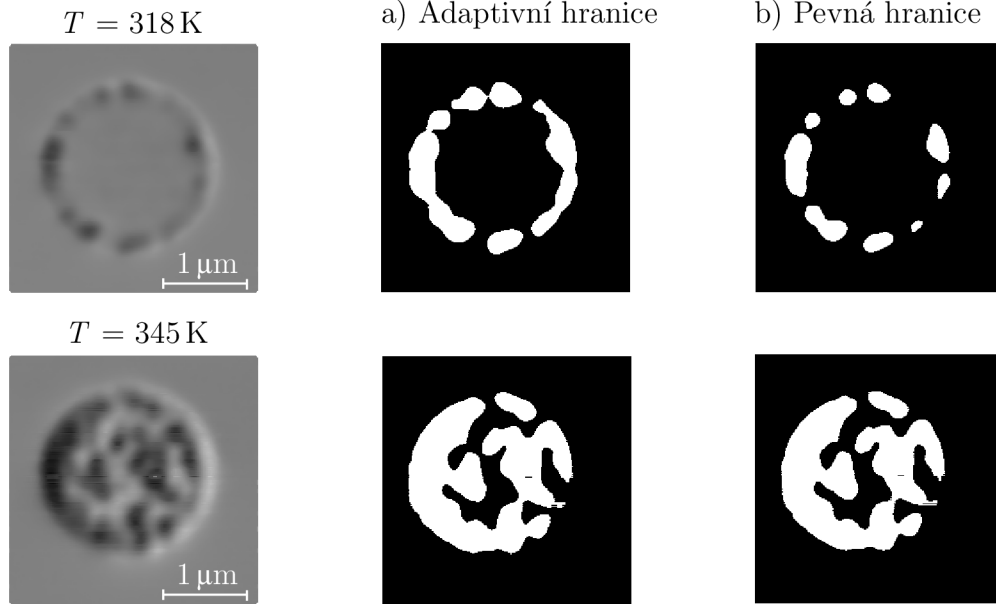 T = 318 K
a) Adaptivní hranice
b) Pevná hranice
1 µm
T = 345 K
1 µm